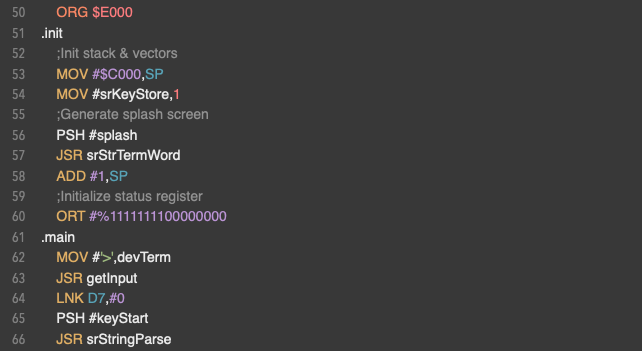 50 ORG $E000
51 .init
52 ;Init stack & vectors
53 MOV #$C000,SP
54 MOV #srKeyStore,1
55 ;Generate splash screen
56 PSH #splash
57 JSR srStrTermWord
58 ADD #1,SP
59 ;Initialize status register
60 ORT #%1111111100000000
61 .main
62 MOV #'>',devTerm
63 JSR getInput
64 LNK D7,#0
65 PSH #keyStart
66 JSR srStringParse